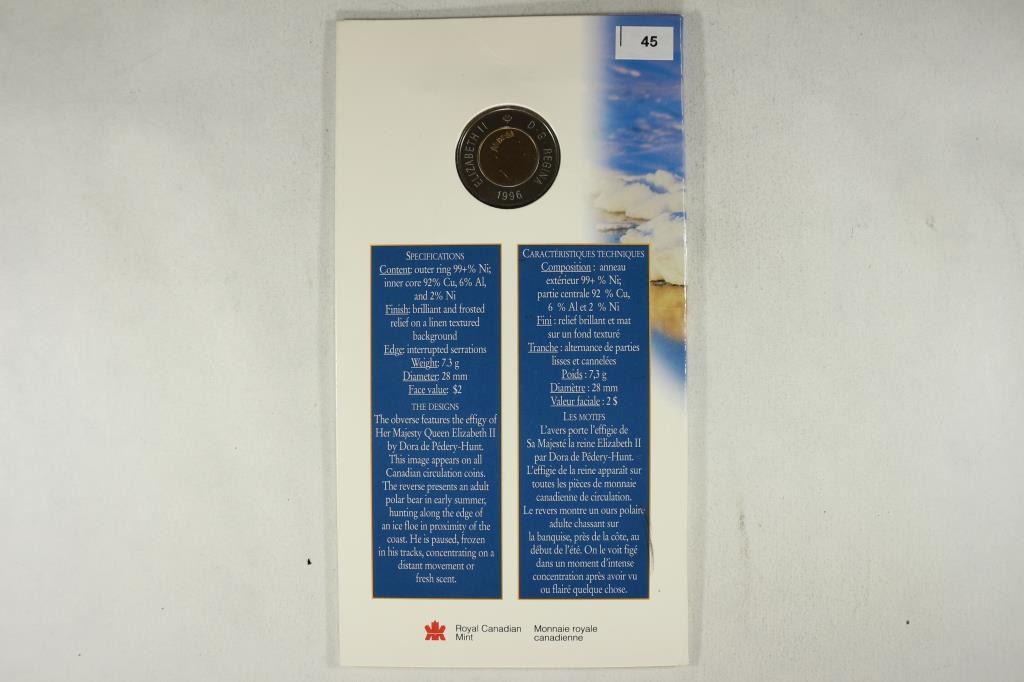 45
ELIZABETH II D·G·REGINA
1996
SPECIFICATIONS
Content: outer ring 99+% Ni;
inner core 92% Cu, 6% Al,
and 2% Ni
Finish: brilliant and frosted
relief on a linen textured
background
Edge: interrupted serrations
Weight: 7.3 g
Diameter: 28 mm
Face value: $2
THE DESIGNS
The obverse features the effigy of
Her Majesty Queen Elizabeth II
by Dora de Pédery-Hunt.
This image appears on all
Canadian circulation coins.
The reverse presents an adult
polar bear in early summer,
hunting along the edge of
an ice floe in proximity of the
coast. He is paused, frozen
in his tracks, concentrating on a
distant movement or
fresh scent.
CARACTÉRISTIQUES TECHNIQUES
Composition : anneau
extérieur 99+ % Ni;
partie centrale 92 % Cu,
6 % Al et 2 % Ni
Fini : relief brillant et mat
sur un fond texturé
Tranche : alternance de parties
lisses et cannelées
Poids : 7,3 g
Diamètre : 28 mm
Valeur faciale : 2 $
LES MOTIFS
L'avers porte l'effigie de
Sa Majesté la reine Elizabeth II
par Dora de Pédery-Hunt.
L'effigie de la reine apparaît sur
toutes les pièces de monnaie
canadienne de circulation.
Le revers montre un ours polaire
adulte chassant sur
la banquise, près de la côte, au
début de l'été. On le voit figé
dans un moment d'intense
concentration après avoir vu
ou flairé quelque chose.
Royal Canadian
Mint
Monnaie royale
canadienne